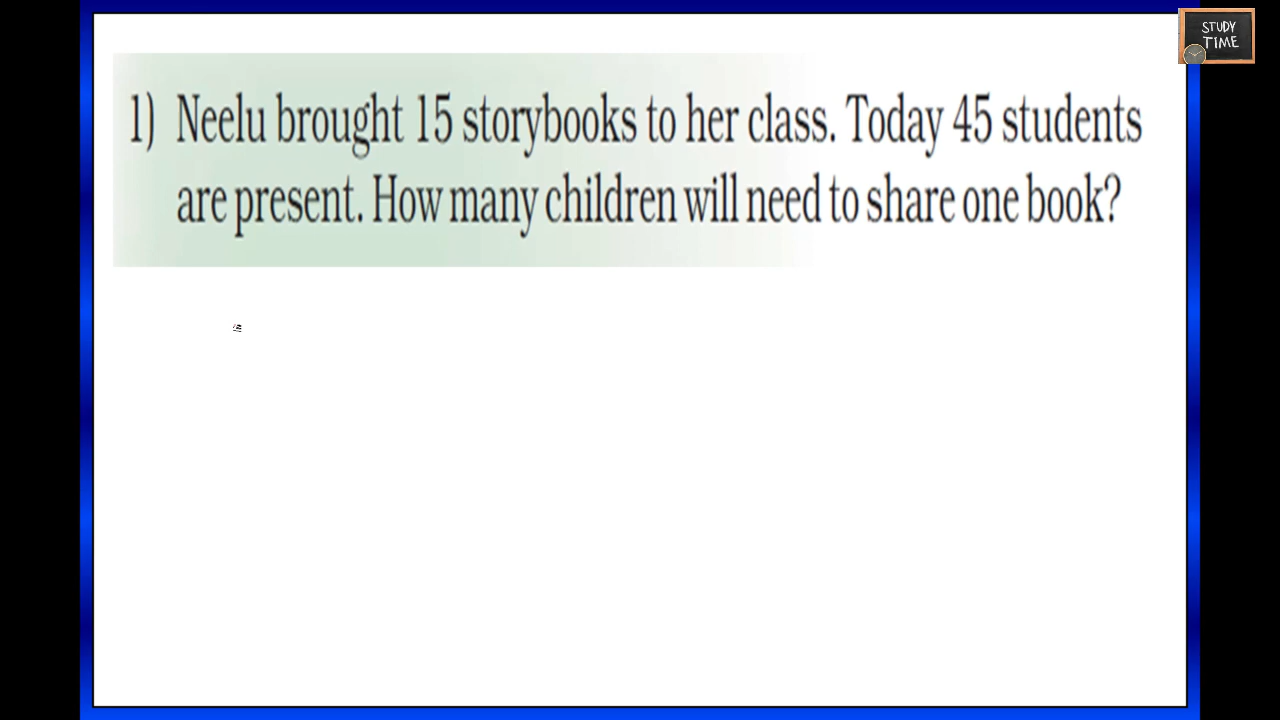 STUDY
TIME
1) Neelu brought 15 storybooks to her class. Today 45 students
are present. How many children will need to share one book?